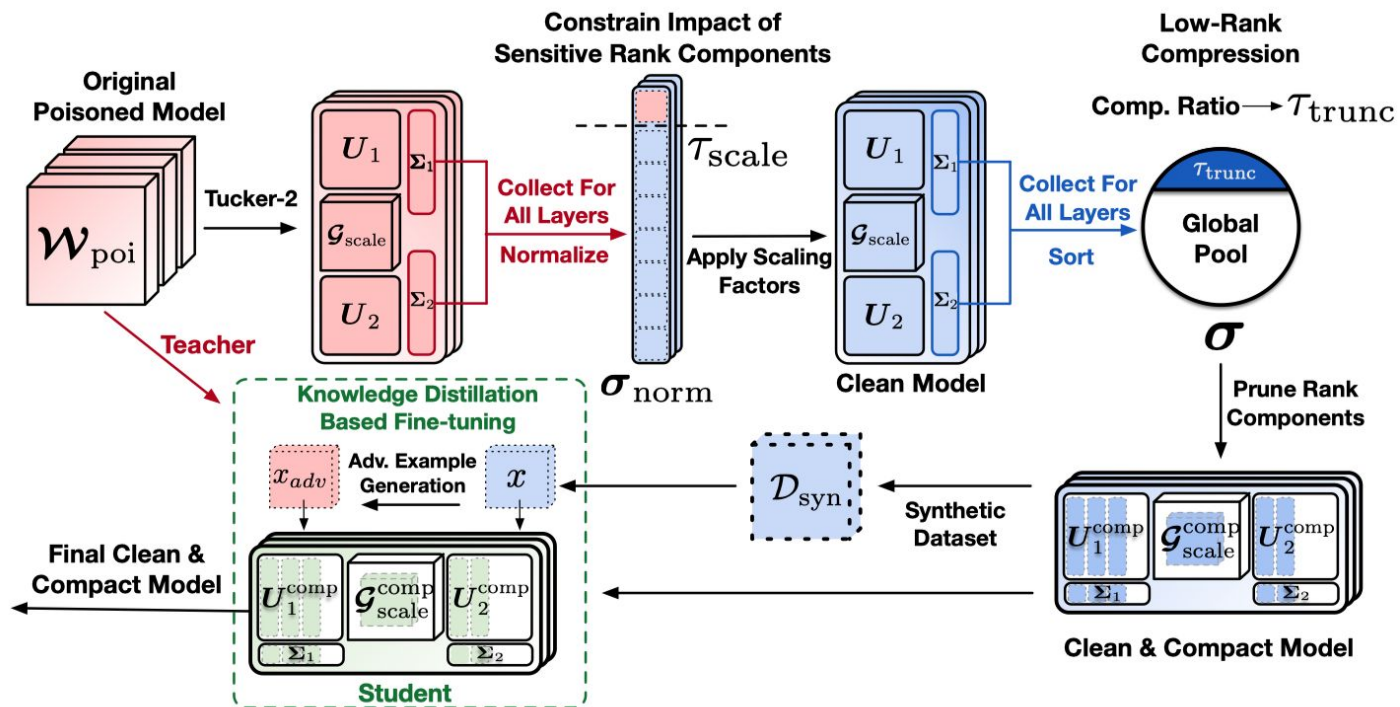 Original
Poisoned Model
𝓦poi
Tucker-2
U1
Σ1
𝓖scale
Σ2
U2
Collect For
All Layers
Normalize
Constrain Impact of
Sensitive Rank Components
τscale
σnorm
Apply Scaling
Factors
U1
Σ1
𝓖scale
Σ2
U2
Clean Model
Collect For
All Layers
Sort
Low-Rank
Compression
Comp. Ratio → τtrunc
τtrunc
Global
Pool
σ
Prune Rank
Components
U1comp
𝓖scalecomp
U2comp
Σ1
Σ2
Clean & Compact Model
Synthetic
Dataset
𝒟syn
Teacher
Knowledge Distillation
Based Fine-tuning
xadv
Adv. Example
Generation
x
U1comp
𝓖scalecomp
U2comp
Σ1
Σ2
Student
Final Clean &
Compact Model